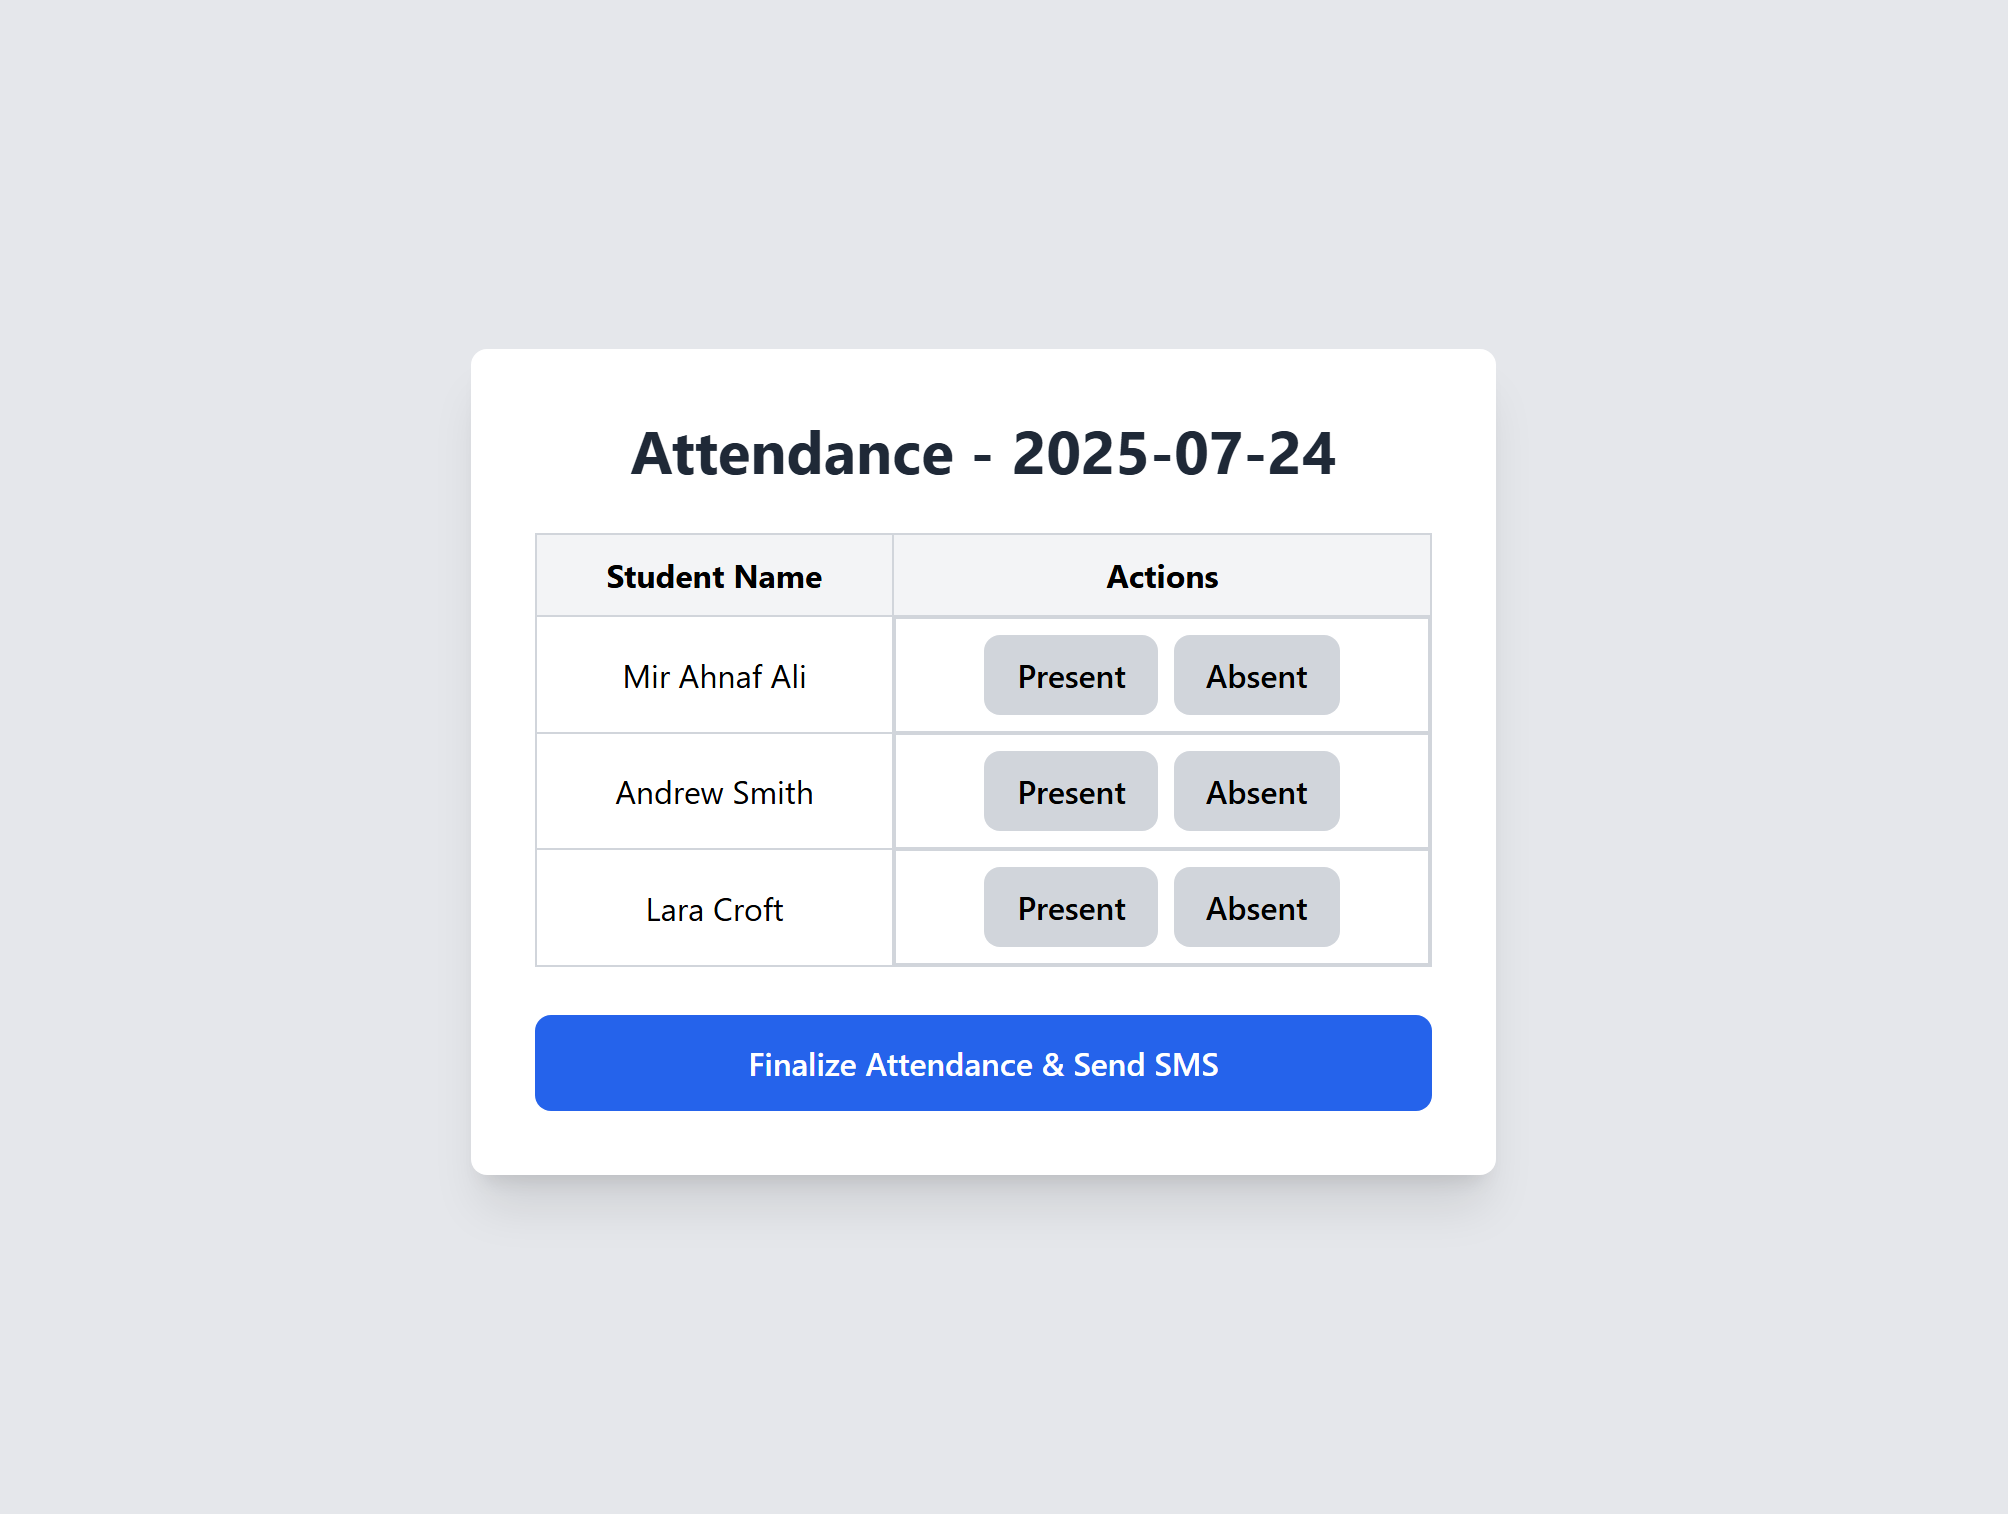 Attendance - 2025-07-24
Student Name Actions
Mir Ahnaf Ali Present Absent
Andrew Smith Present Absent
Lara Croft Present Absent
Finalize Attendance & Send SMS